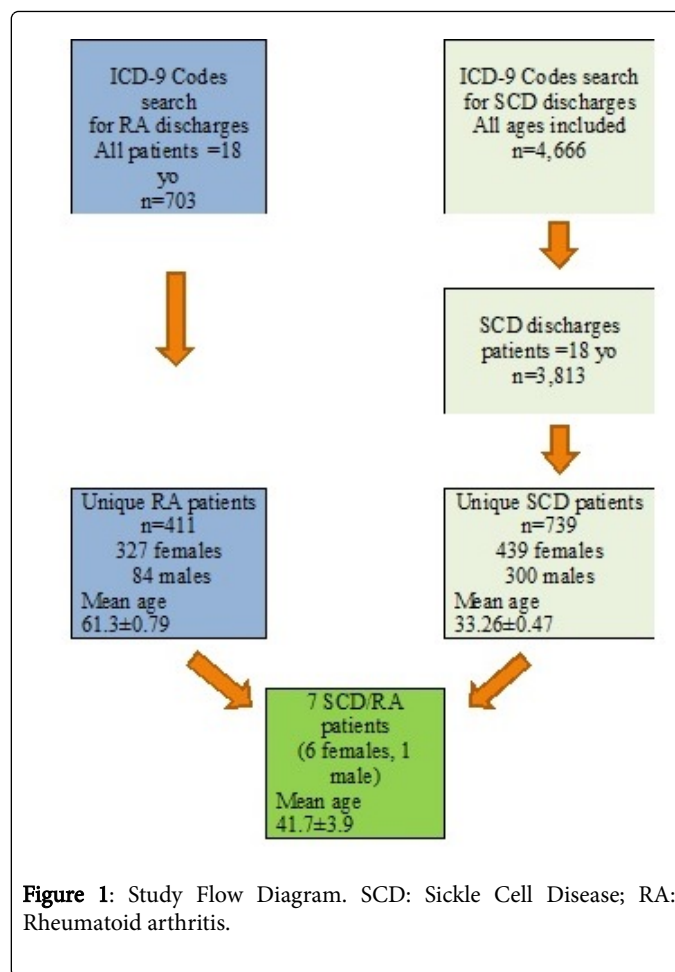 ICD-9 Codes
search
for RA discharges
All patients =18
yo
n=703
ICD-9 Codes search
for SCD discharges
All ages included
n=4,666
SCD discharges
patients =18 yo
n=3,813
Unique RA patients
n=411
327 females
84 males
Mean age
61.3±0.79
Unique SCD patients
n=739
439 females
300 males
Mean age
33.26±0.47
7 SCD/RA
patients
(6 females, 1
male)
Mean age
41.7±3.9
Figure 1: Study Flow Diagram. SCD: Sickle Cell Disease; RA:
Rheumatoid arthritis.